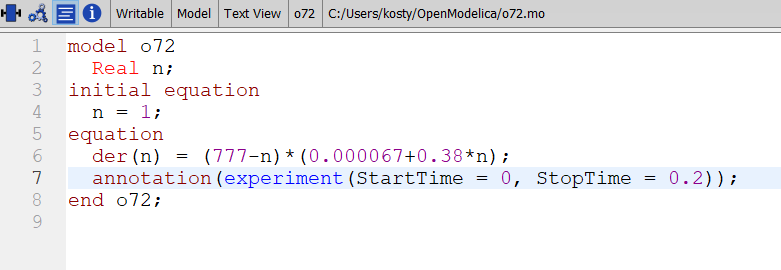 Writable Model Text View o72 C:/Users/kosty/OpenModelica/o72.mo
1 model o72
2   Real n;
3 initial equation
4   n = 1;
5 equation
6   der(n) = (777-n)*(0.000067+0.38*n);
7   annotation(experiment(StartTime = 0, StopTime = 0.2));
8 end o72;
9